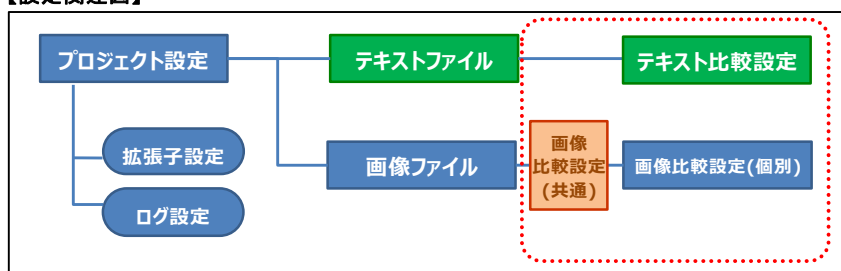 【設定関連図】
プロジェクト設定
テキストファイル
テキスト比較設定
拡張子設定
画像ファイル
画像
比較設定
(共通)
画像比較設定(個別)
ログ設定